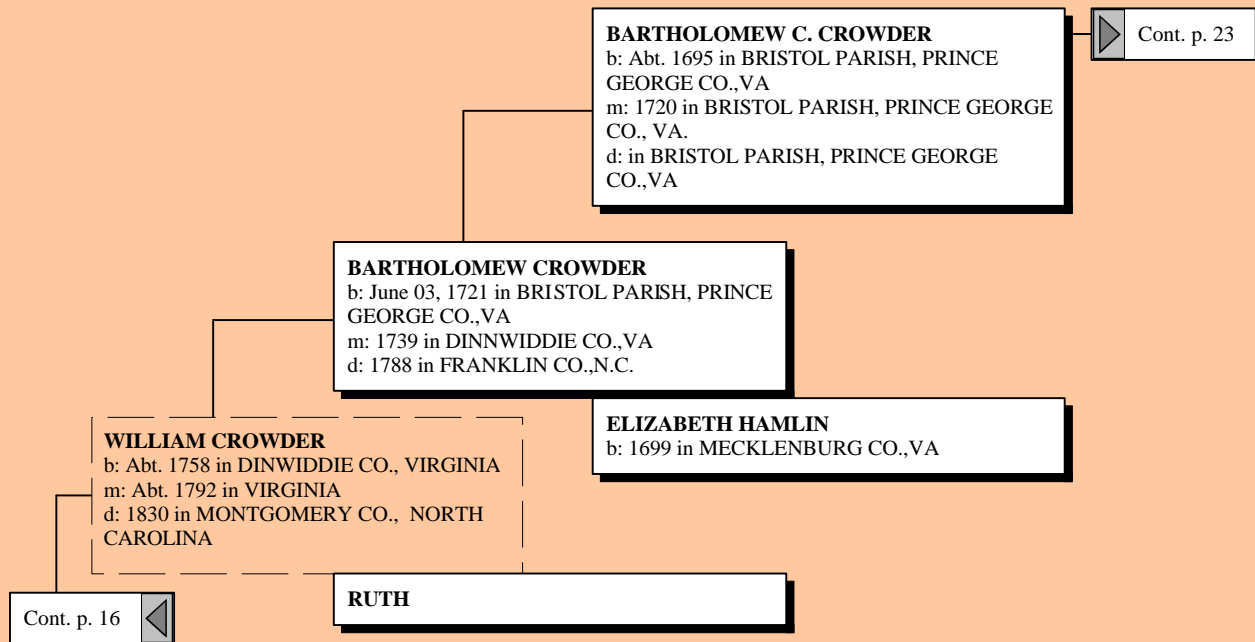 BARTHOLOMEW C. CROWDER
b: Abt. 1695 in BRISTOL PARISH, PRINCE
GEORGE CO.,VA
m: 1720 in BRISTOL PARISH, PRINCE GEORGE
CO., VA.
d: in BRISTOL PARISH, PRINCE GEORGE
CO.,VA
Cont. p. 23
BARTHOLOMEW CROWDER
b: June 03, 1721 in BRISTOL PARISH, PRINCE
GEORGE CO.,VA
m: 1739 in DINNWIDDIE CO.,VA
d: 1788 in FRANKLIN CO.,N.C.
ELIZABETH HAMLIN
b: 1699 in MECKLENBURG CO.,VA
WILLIAM CROWDER
b: Abt. 1758 in DINWIDDIE CO., VIRGINIA
m: Abt. 1792 in VIRGINIA
d: 1830 in MONTGOMERY CO., NORTH
CAROLINA
RUTH
Cont. p. 16